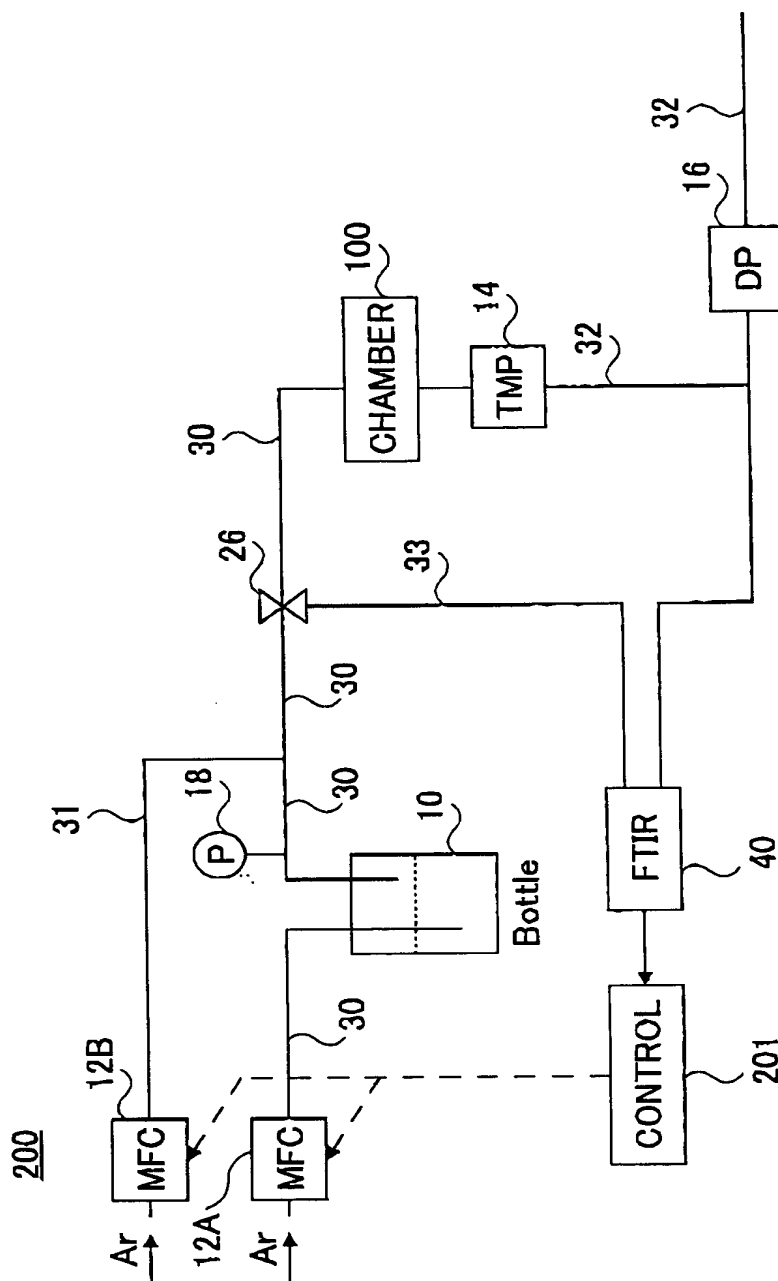 200
Ar
MFC
12B
31
Ar
MFC
12A
30
P
18
30
30
26
30
10
Bottle
CHAMBER
100
TMP
14
32
33
DP
16
32
FTIR
40
CONTROL
201